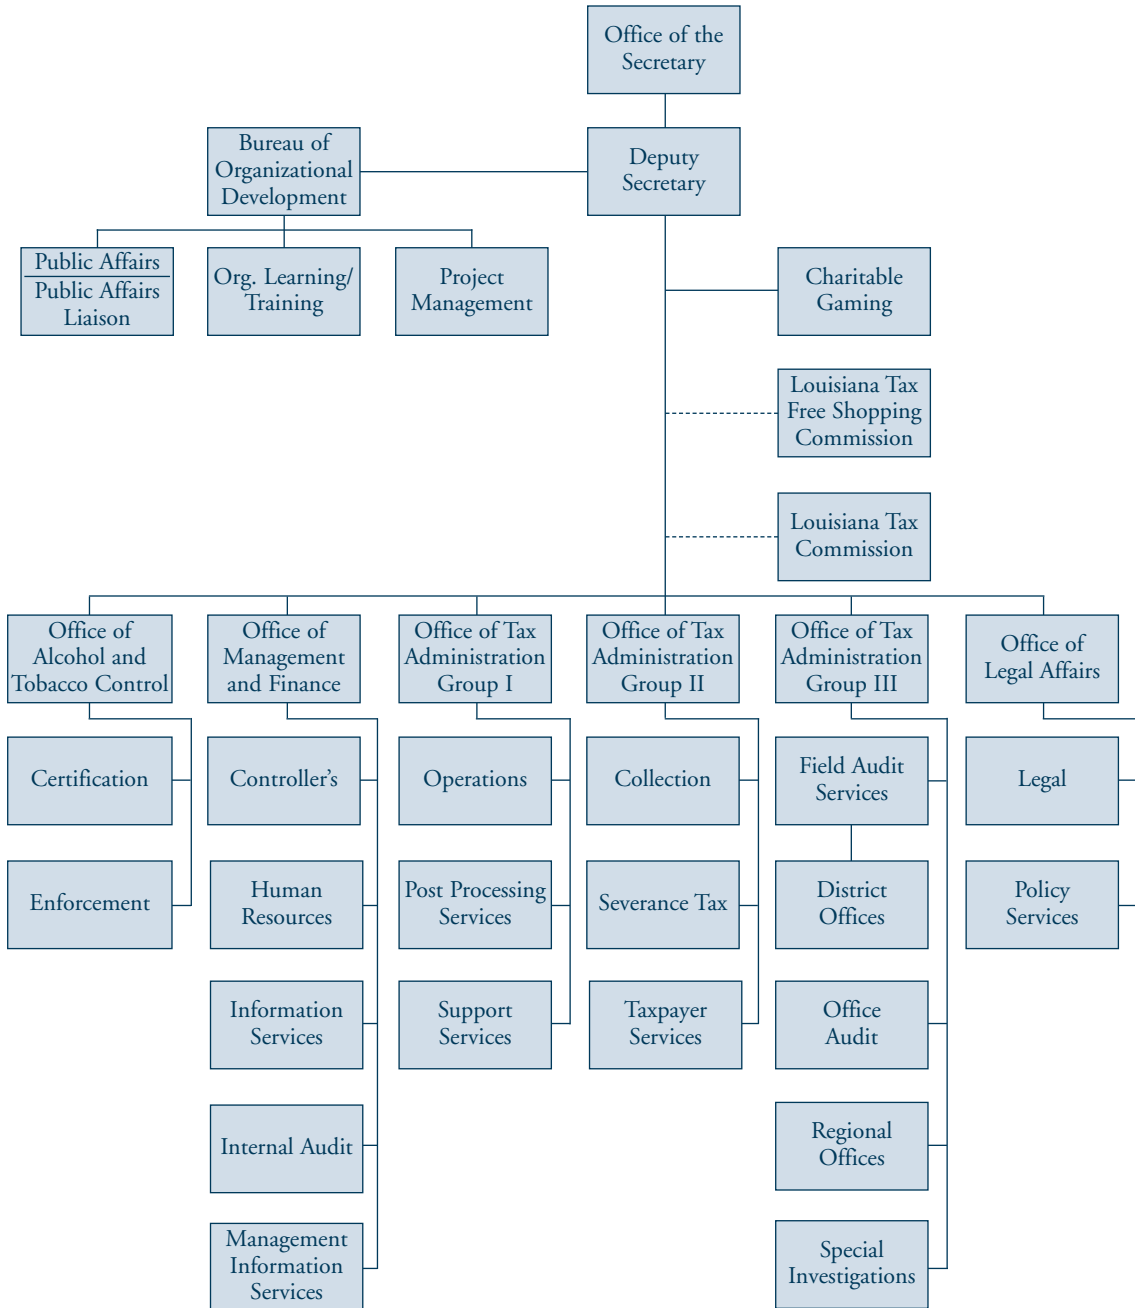 Office of the
Secretary
Bureau of
Organizational
Development
Deputy
Secretary
Public Affairs
Public Affairs
Liaison
Org. Learning/
Training
Project
Management
Charitable
Gaming
Louisiana Tax
Free Shopping
Commission
Louisiana Tax
Commission
Office of
Alcohol and
Tobacco Control
Office of
Management
and Finance
Office of Tax
Administration
Group I
Office of Tax
Administration
Group II
Office of Tax
Administration
Group III
Office of
Legal Affairs
Certification
Controller's
Operations
Collection
Field Audit
Services
Legal
Enforcement
Human
Resources
Post Processing
Services
Severance Tax
District
Offices
Policy
Services
Information
Services
Support
Services
Taxpayer
Services
Office
Audit
Internal Audit
Regional
Offices
Management
Information
Services
Special
Investigations